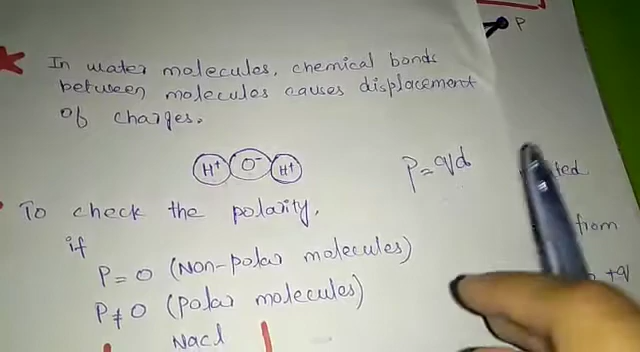 P
In water molecules, chemical bonds
between molecules causes displacement
of charges.
H+ O- H+
P = q/d
To check the polarity.
if
P = 0 (Non-polar molecules)
P ≠ 0 (polar molecules)
Nacl
from
+q